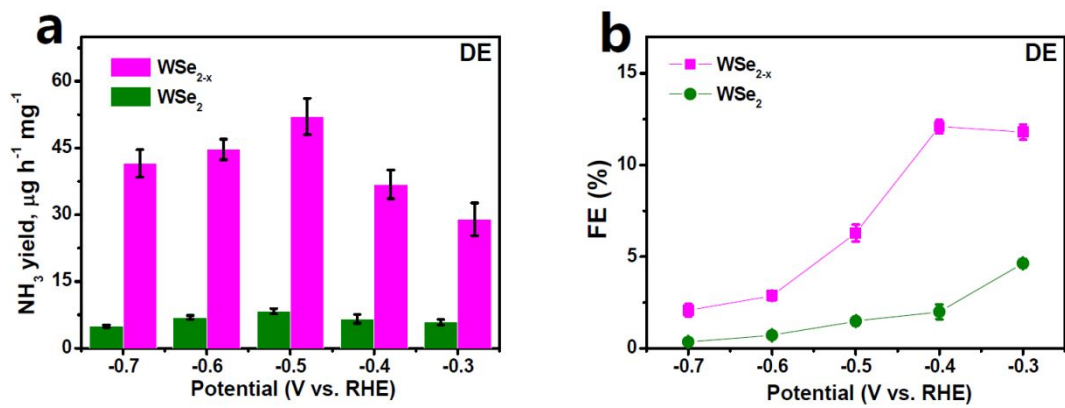 a
DE
WSe₂₋ₓ
WSe₂
NH₃ yield, μg h⁻¹ mg⁻¹
60
45
30
15
0
-0.7 -0.6 -0.5 -0.4 -0.3
Potential (V vs. RHE)
b
DE
WSe₂₋ₓ
WSe₂
FE (%)
15
10
5
0
-0.7 -0.6 -0.5 -0.4 -0.3
Potential (V vs. RHE)